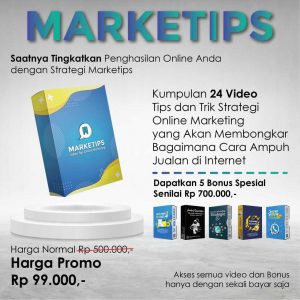 MARKETIPS
Saatnya Tingkatkan Penghasilan Online Anda
dengan Strategi Marketips
MARKETIPS
Kumpulan 24 Video
Tips dan Trik Strategi
Online Marketing
yang Akan Membongkar
Bagaimana Cara Ampuh
Jualan di Internet
Dapatkan 5 Bonus Spesial
Senilai Rp 700.000,-
Harga Normal Rp 500.000,-
Harga Promo
Rp 99.000,-
Akses semua video dan Bonus
hanya dengan sekali bayar saja